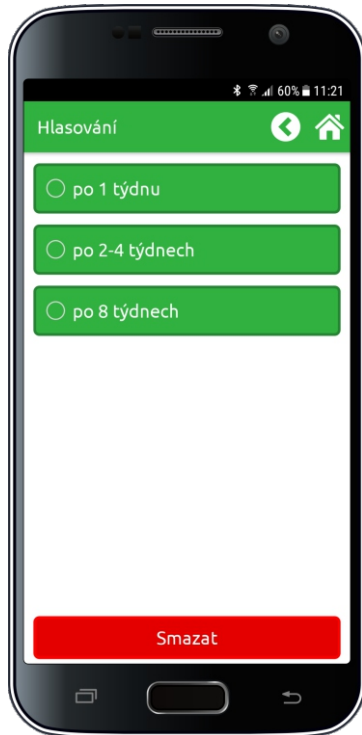 60% 11:21
Hlasování
po 1 týdnu
po 2-4 týdnech
po 8 týdnech
Smazat